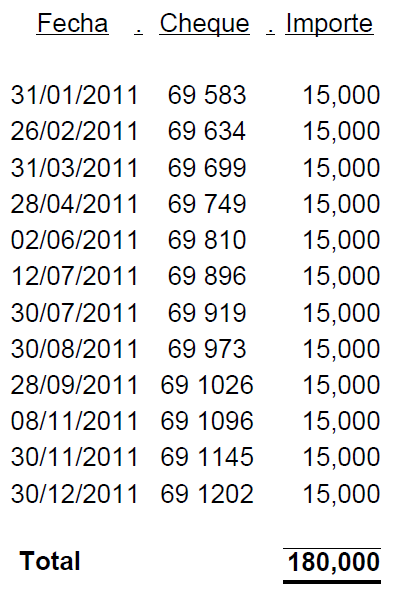 Fecha . Cheque . Importe
31/01/2011 69 583 15,000
26/02/2011 69 634 15,000
31/03/2011 69 699 15,000
28/04/2011 69 749 15,000
02/06/2011 69 810 15,000
12/07/2011 69 896 15,000
30/07/2011 69 919 15,000
30/08/2011 69 973 15,000
28/09/2011 69 1026 15,000
08/11/2011 69 1096 15,000
30/11/2011 69 1145 15,000
30/12/2011 69 1202 15,000
Total 180,000